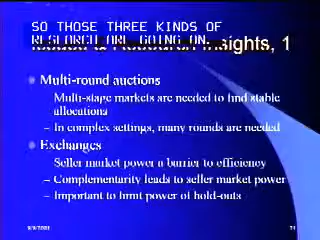 SO THOSE THREE KINDS OF
RESEARCH ARE GOING ON.
Issues & Research Insights, 1
Multi-round auctions
Multi-stage markets are needed to find stable
allocations
– In complex settings, many rounds are needed
Exchanges
Seller market power a barrier to efficiency
– Complementarity leads to seller market power
– Important to limit power of hold-outs